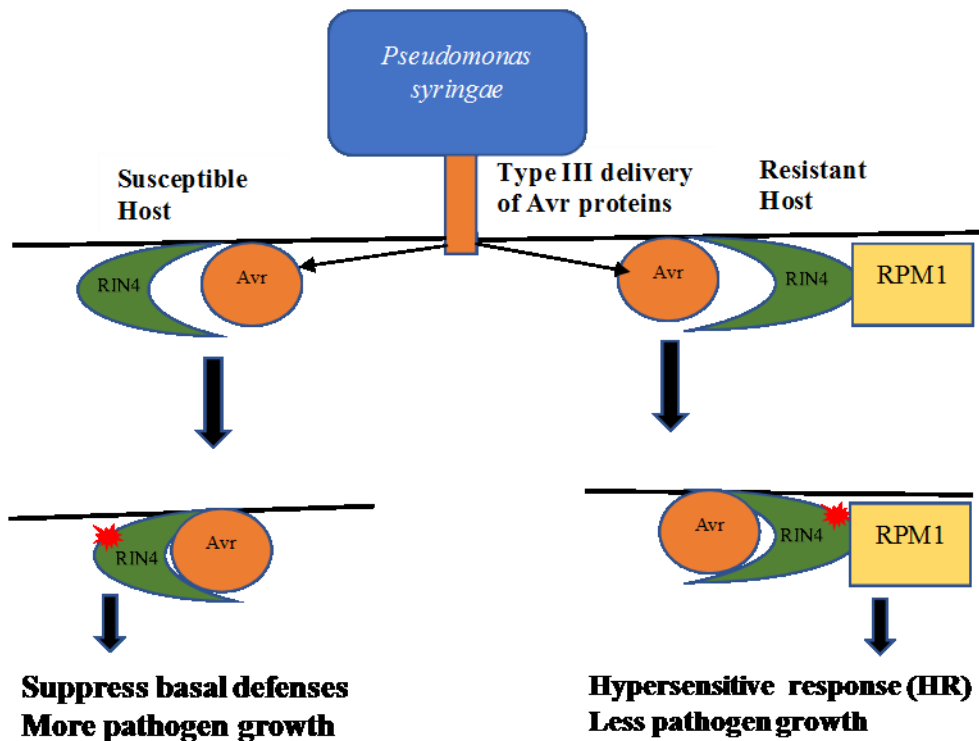 Pseudomonas
syringae
Susceptible
Host
Type III delivery
of Avr proteins
Resistant
Host
RIN4
Avr
Avr
RIN4
RPM1
RIN4
Avr
Avr
RIN4
RPM1
Suppress basal defenses
More pathogen growth
Hypersensitive response (HR)
Less pathogen growth